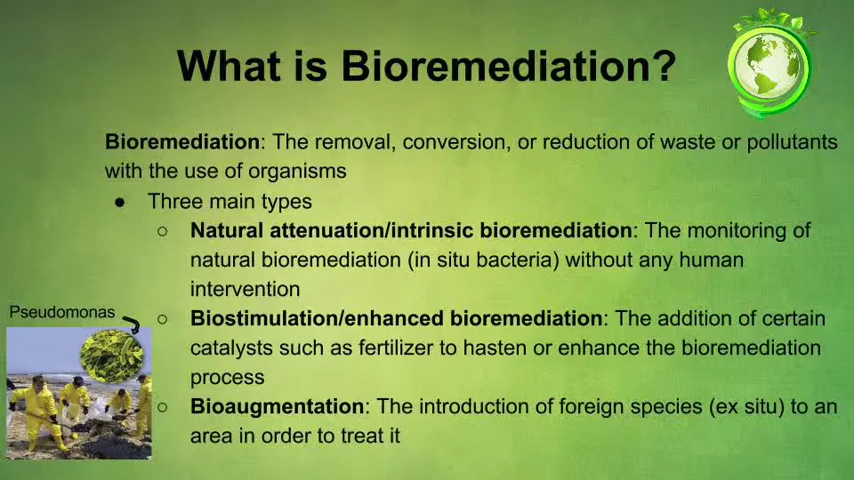 What is Bioremediation?
Bioremediation: The removal, conversion, or reduction of waste or pollutants
with the use of organisms
● Three main types
○ Natural attenuation/intrinsic bioremediation: The monitoring of
natural bioremediation (in situ bacteria) without any human
intervention
○ Biostimulation/enhanced bioremediation: The addition of certain
catalysts such as fertilizer to hasten or enhance the bioremediation
process
○ Bioaugmentation: The introduction of foreign species (ex situ) to an
area in order to treat it
Pseudomonas